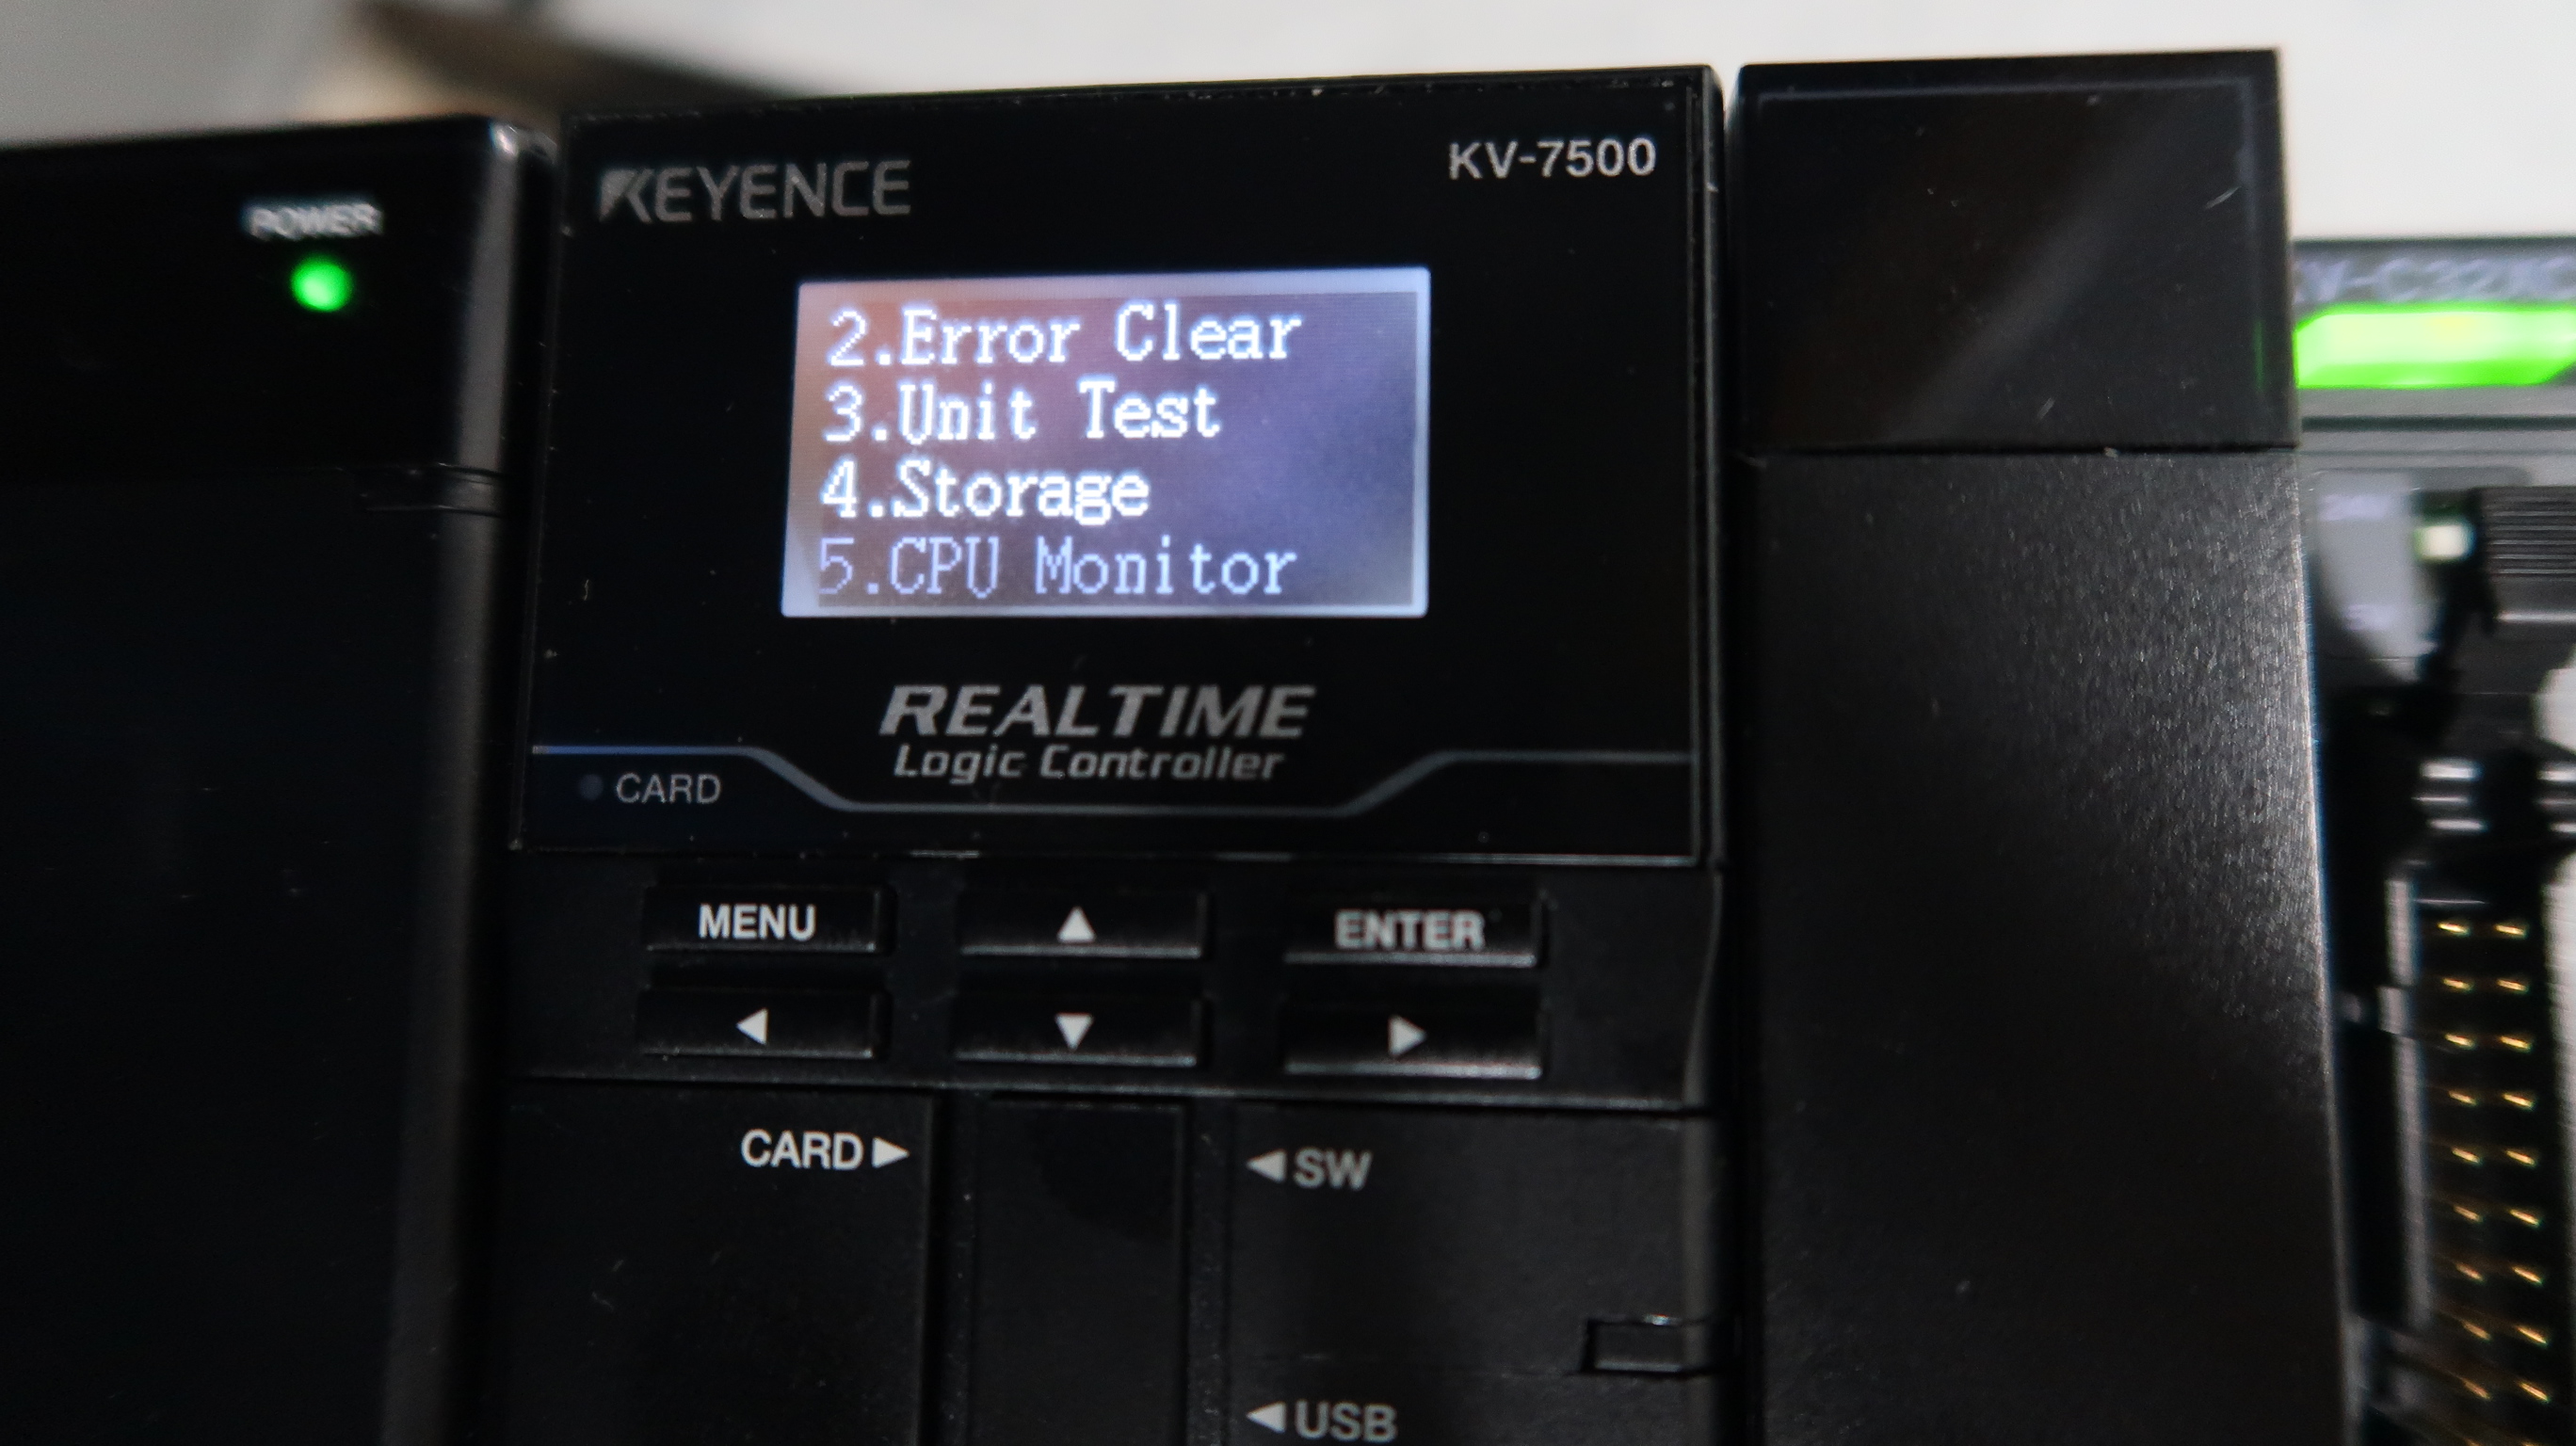 POWER
KEYENCE
KV-7500
2.Error Clear
3.Unit Test
4.Storage
5.CPU Monitor
REALTIME
Logic Controller
CARD
MENU
ENTER
CARD
SW
USB